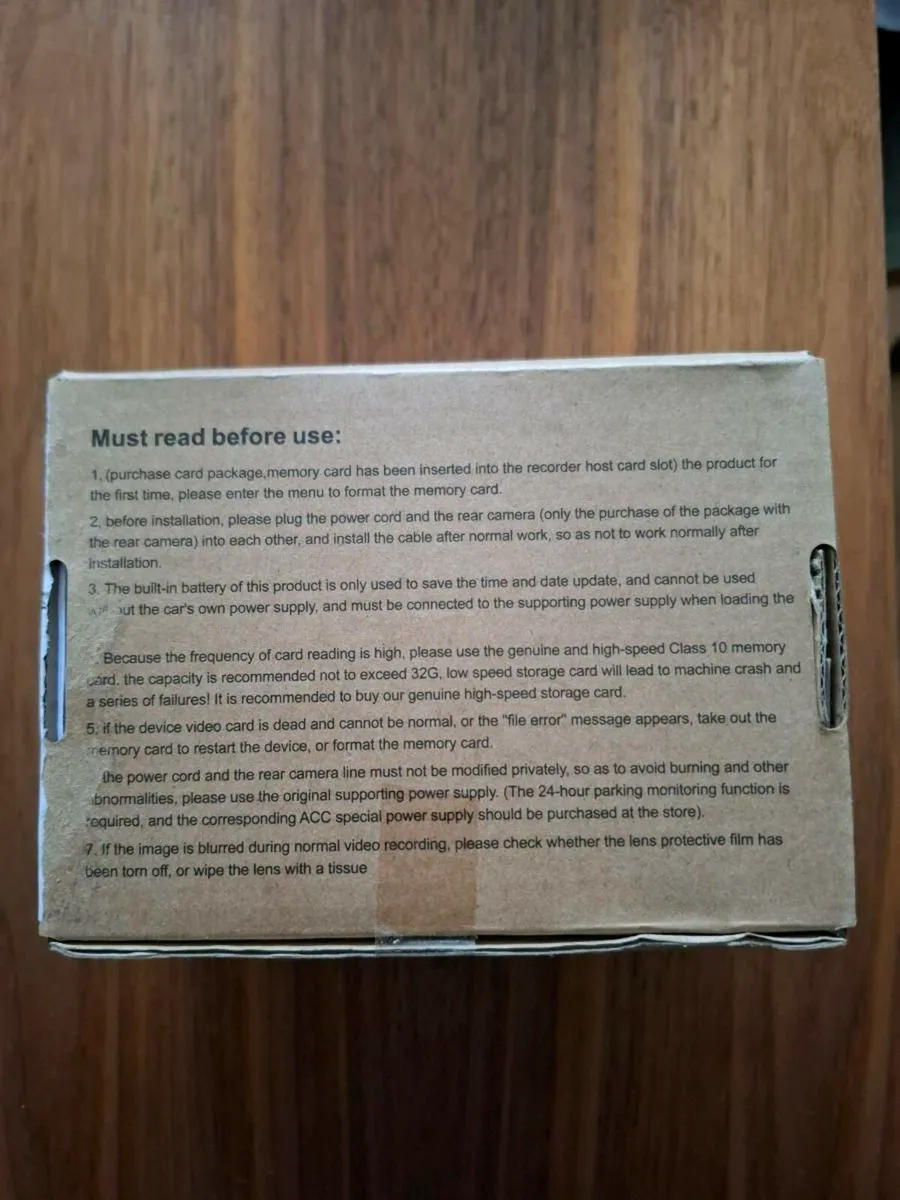 Must read before use:
1, (purchase card package,memory card has been inserted into the recorder host card slot) the product for
the first time, please enter the menu to format the memory card.
2, before installation, please plug the power cord and the rear camera (only the purchase of the package with
the rear camera) into each other, and install the cable after normal work, so as not to work normally after
installation.
3. The built-in battery of this product is only used to save the time and date update, and cannot be used
the car's own power supply, and must be connected to the supporting power supply when loading the
Because the frequency of card reading is high, please use the genuine and high-speed Class 10 memory
card, the capacity is recommended not to exceed 32G, low speed storage card will lead to machine crash and
a series of failures! It is recommended to buy our genuine high-speed storage card.
5. if the device video card is dead and cannot be normal, or the "file error" message appears, take out the
memory card to restart the device, or format the memory card.
the power cord and the rear camera line must not be modified privately, so as to avoid burning and other
abnormalities, please use the original supporting power supply. (The 24-hour parking monitoring function is
required, and the corresponding ACC special power supply should be purchased at the store).
7. If the image is blurred during normal video recording, please check whether the lens protective film has
been torn off, or wipe the lens with a tissue